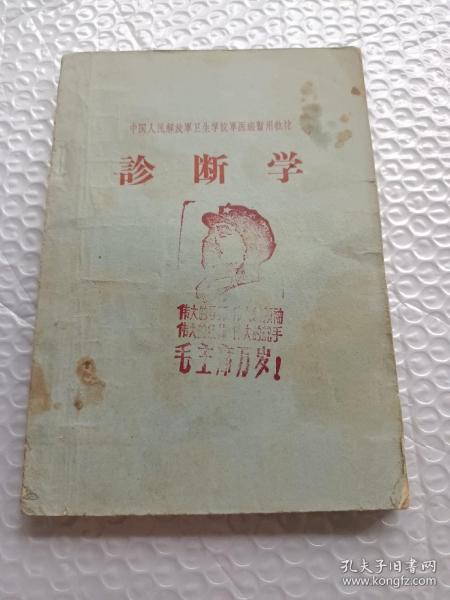 中国人民解放軍卫生学校軍医班暂用教材
診断学
伟大的导师 伟大的领袖
伟大的统帅 伟大的舵手
毛主席万岁!
孔夫子旧书网
www.kongfz.com